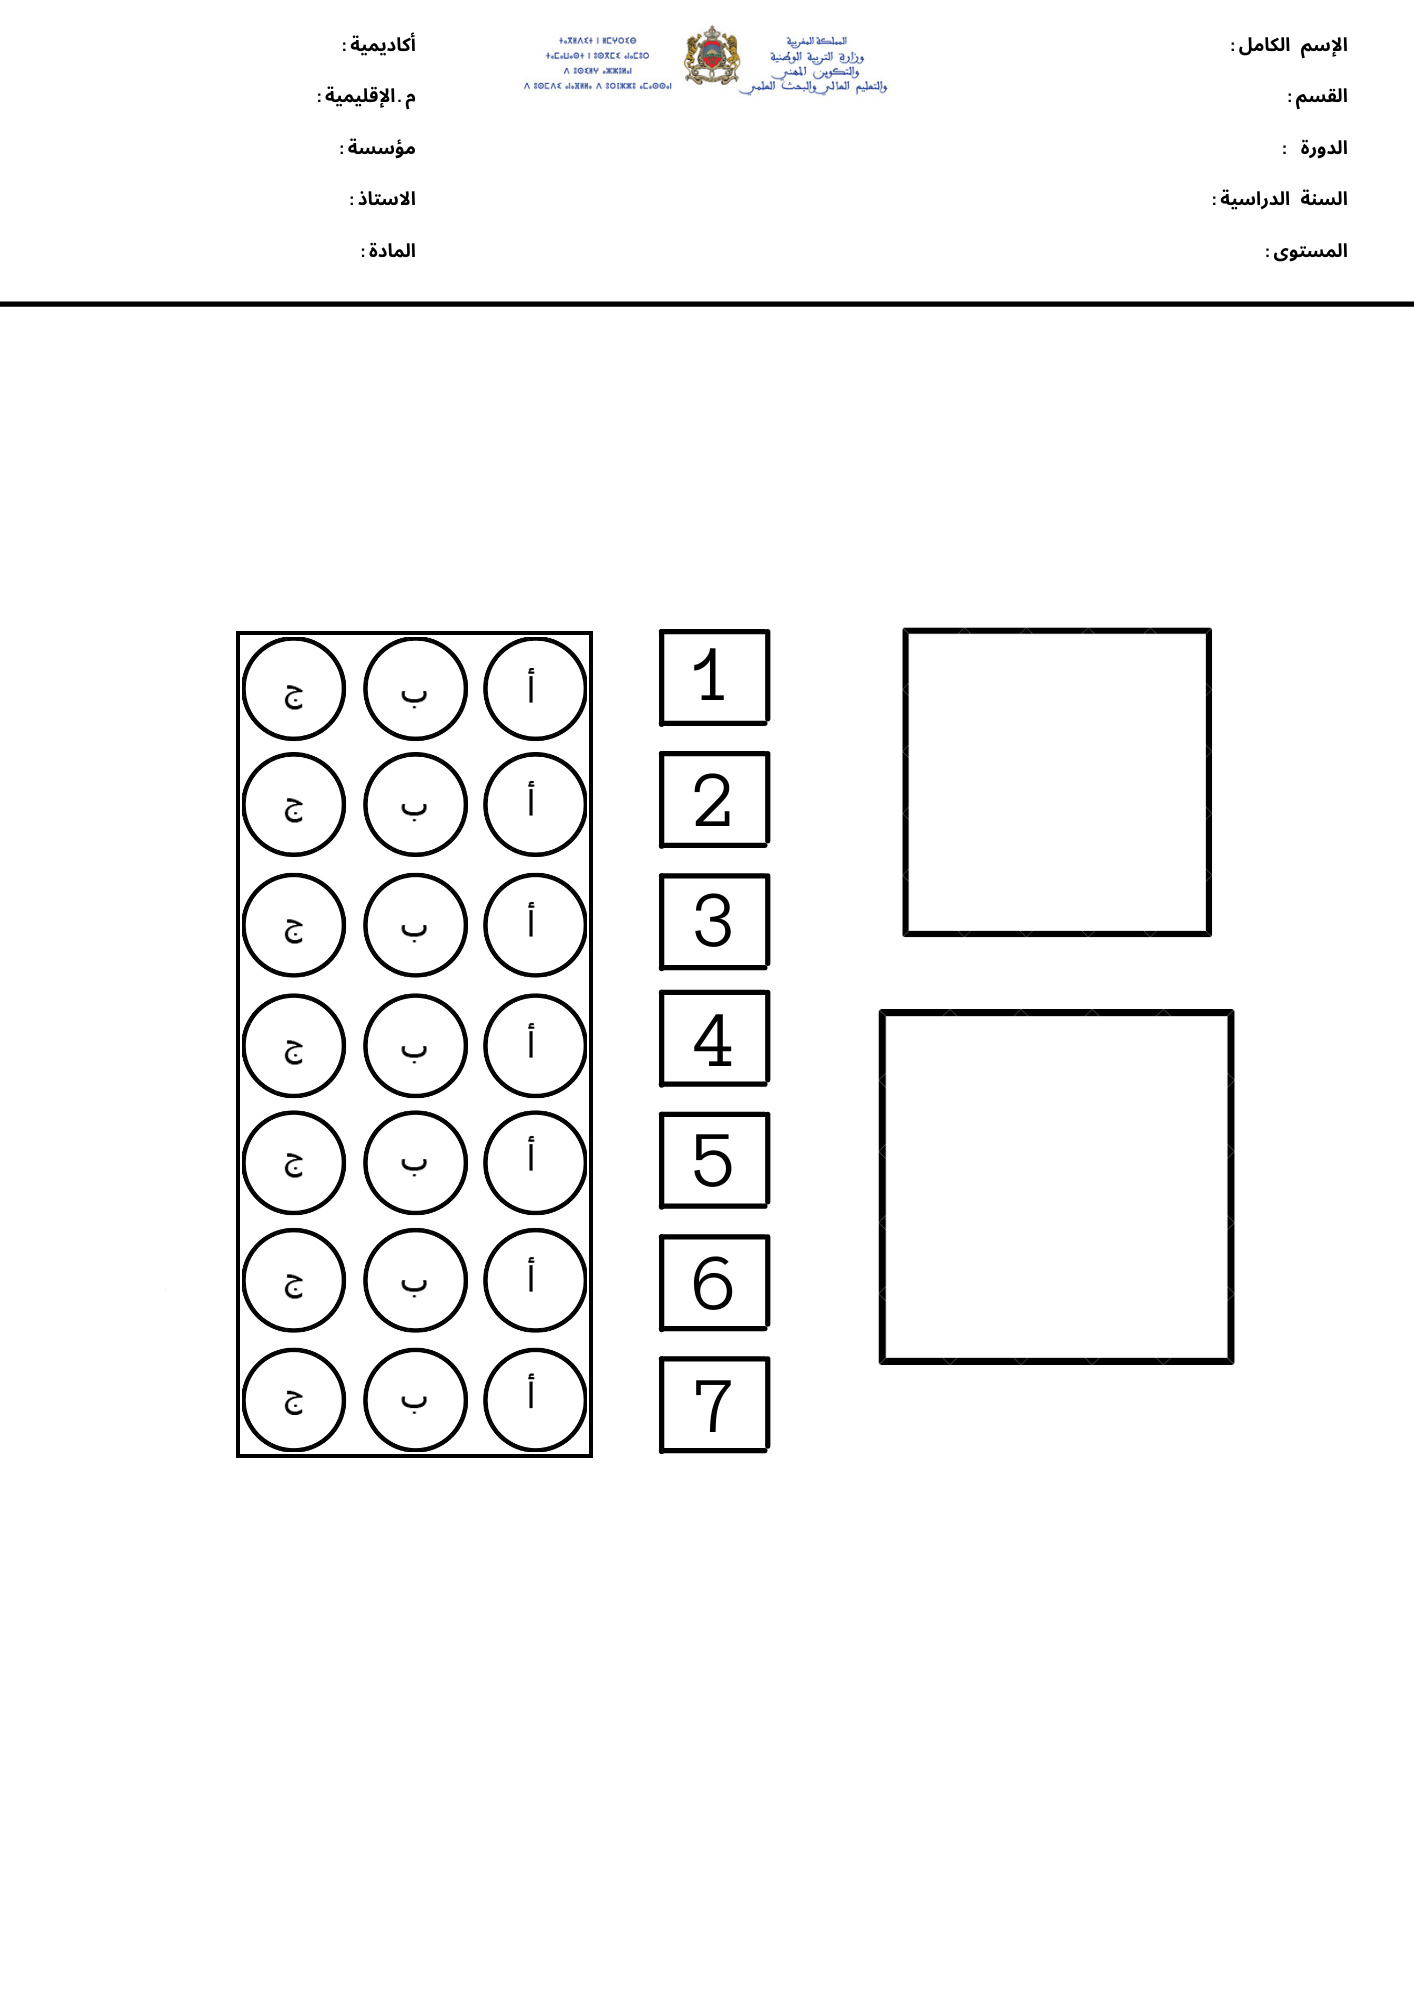 الإسم الكامل :
القسم :
الدورة :
السنة الدراسية :
المستوى :
المملكة المغربية
وزارة التربية الوطنية
والتكوين المهني
والتعليم العالي والبحث العلمي
أكاديمية :
م.الإقليمية :
مؤسسة :
الاستاذ :
المادة :
1
أ ب ج
2
أ ب ج
3
أ ب ج
4
أ ب ج
5
أ ب ج
6
أ ب ج
7
أ ب ج